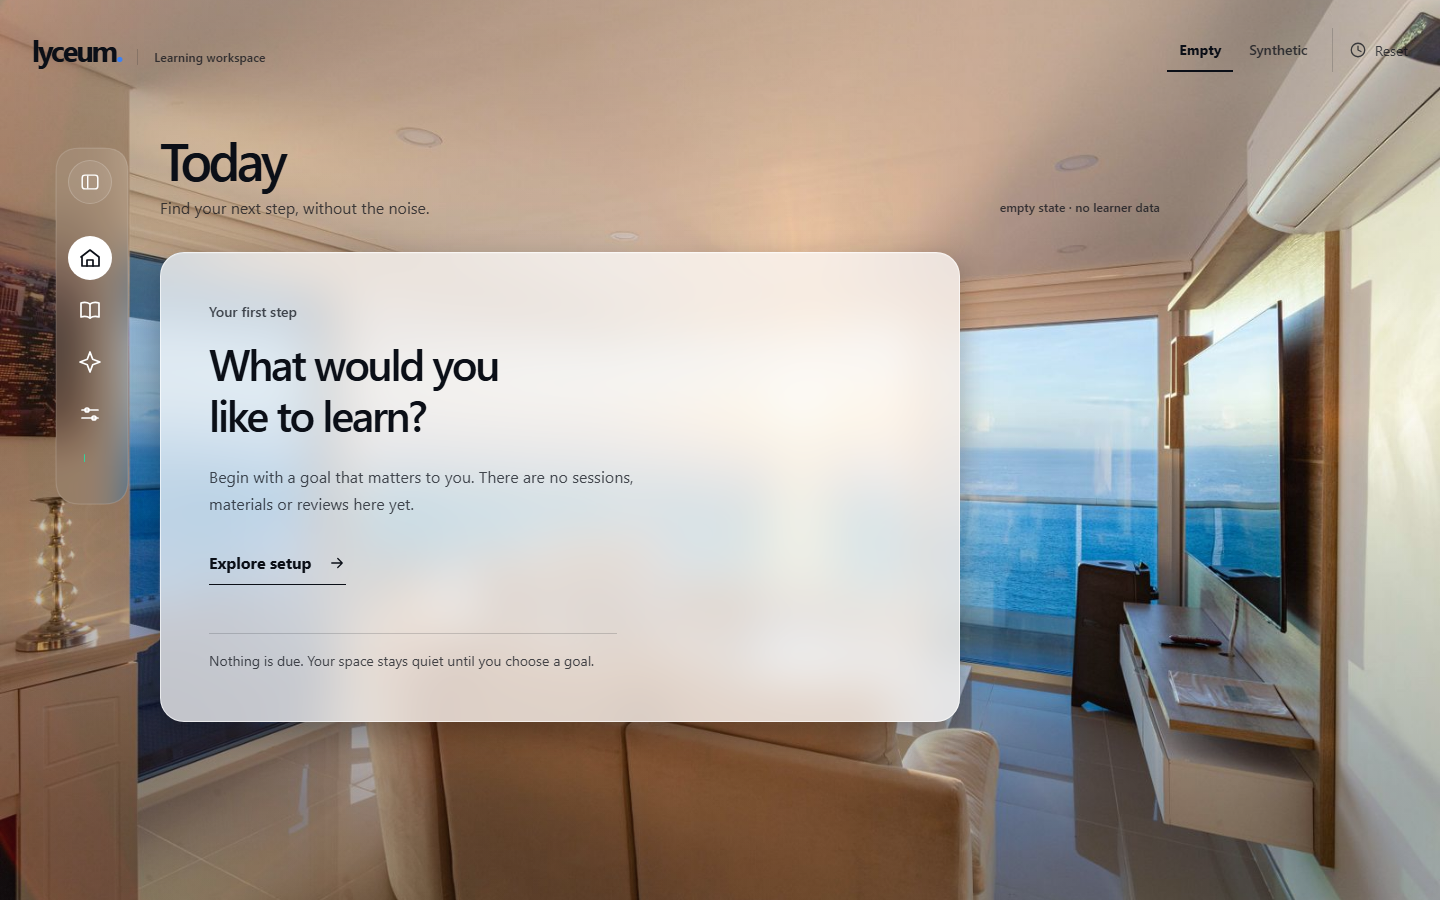 lyceum.
Learning workspace
Empty
Synthetic
Reset
Today
Find your next step, without the noise.
empty state · no learner data
Your first step
What would you
like to learn?
Begin with a goal that matters to you. There are no sessions,
materials or reviews here yet.
Explore setup
Nothing is due. Your space stays quiet until you choose a goal.